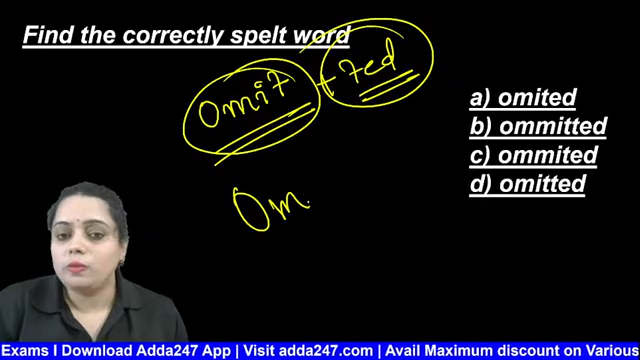 Find the correctly spelt word
Omit + ted
Om
a) omited
b) ommitted
c) ommited
d) omitted
Exams I Download Adda247 App | Visit adda247.com | Avail Maximum discount on Various